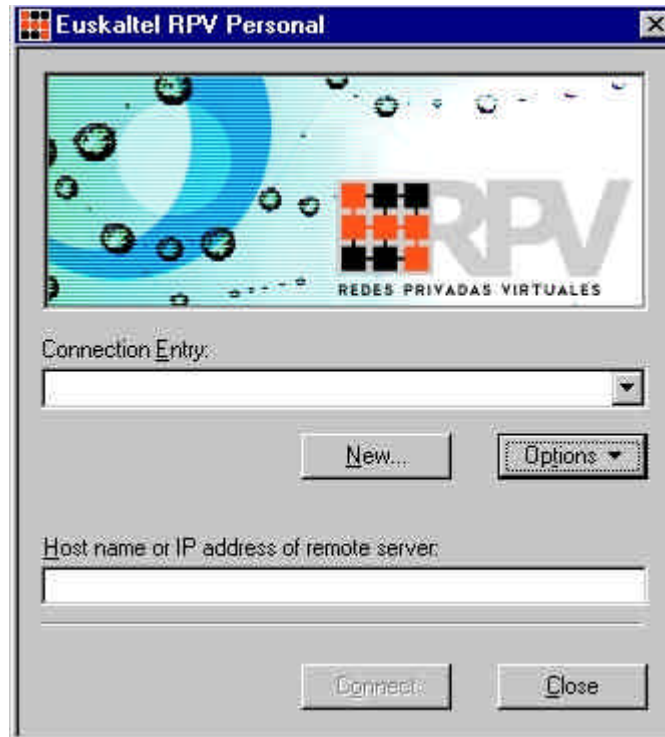 Euskaltel RPV Personal
RPV
REDES PRIVADAS VIRTUALES
Connection Entry:
New...
Options
Host name or IP address of remote server:
Connect
Close